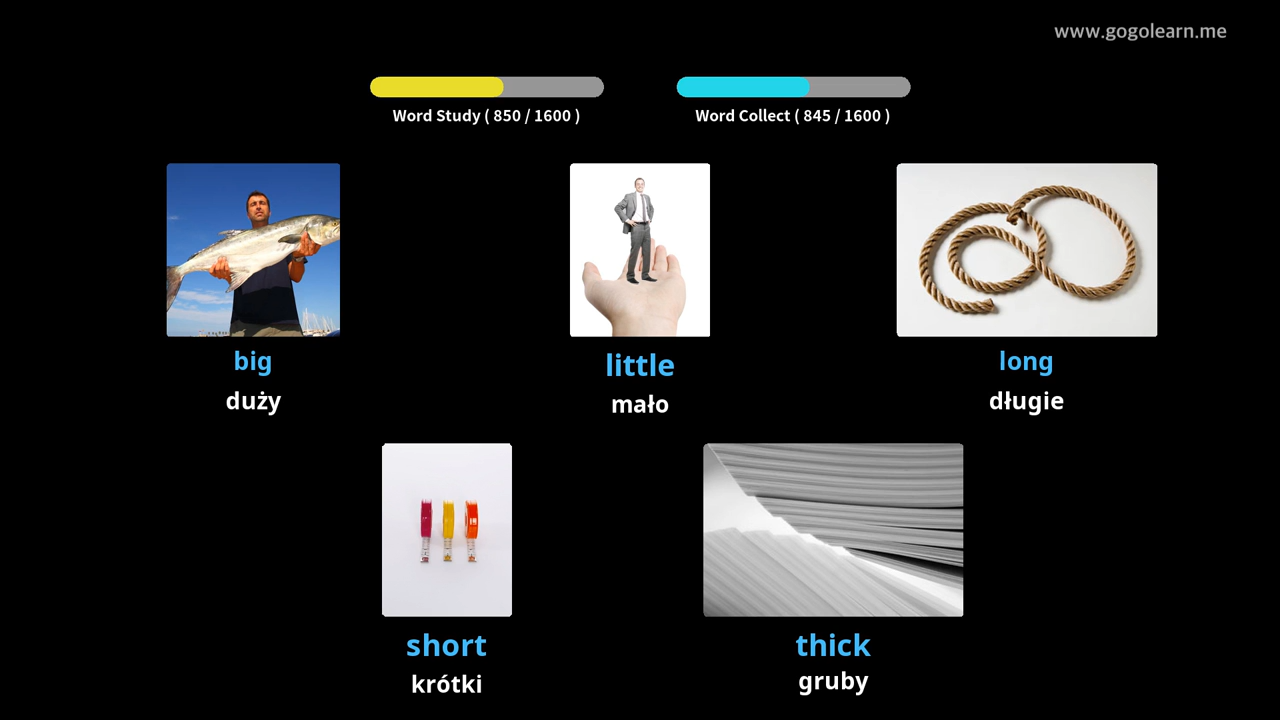 www.gogolearn.me
Word Study ( 850 / 1600 )
Word Collect ( 845 / 1600 )
big
duży
little
mało
long
długie
short
krótki
thick
gruby